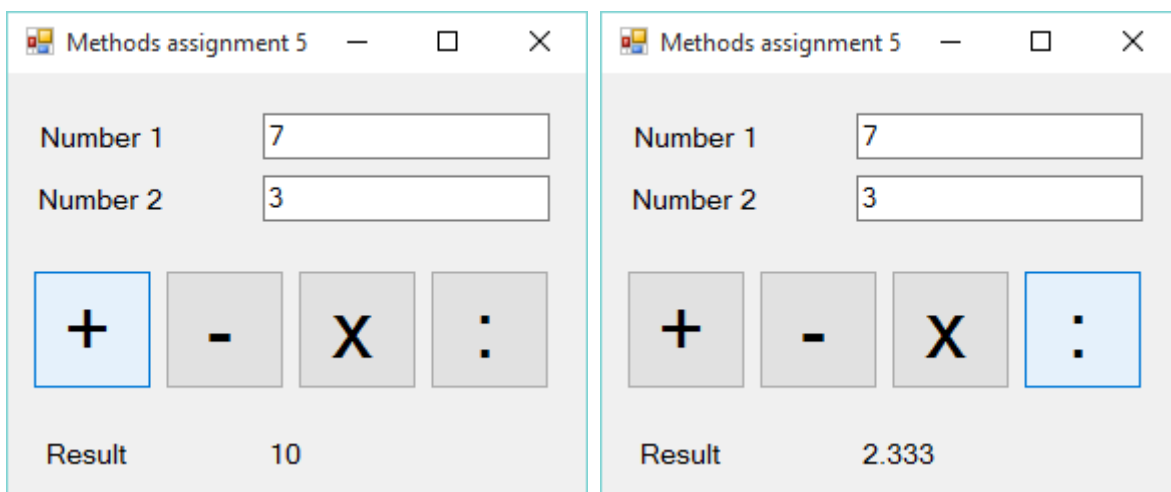 Methods assignment 5
Number 1 7
Number 2 3
+ - x :
Result 10
Methods assignment 5
Number 1 7
Number 2 3
+ - x :
Result 2.333